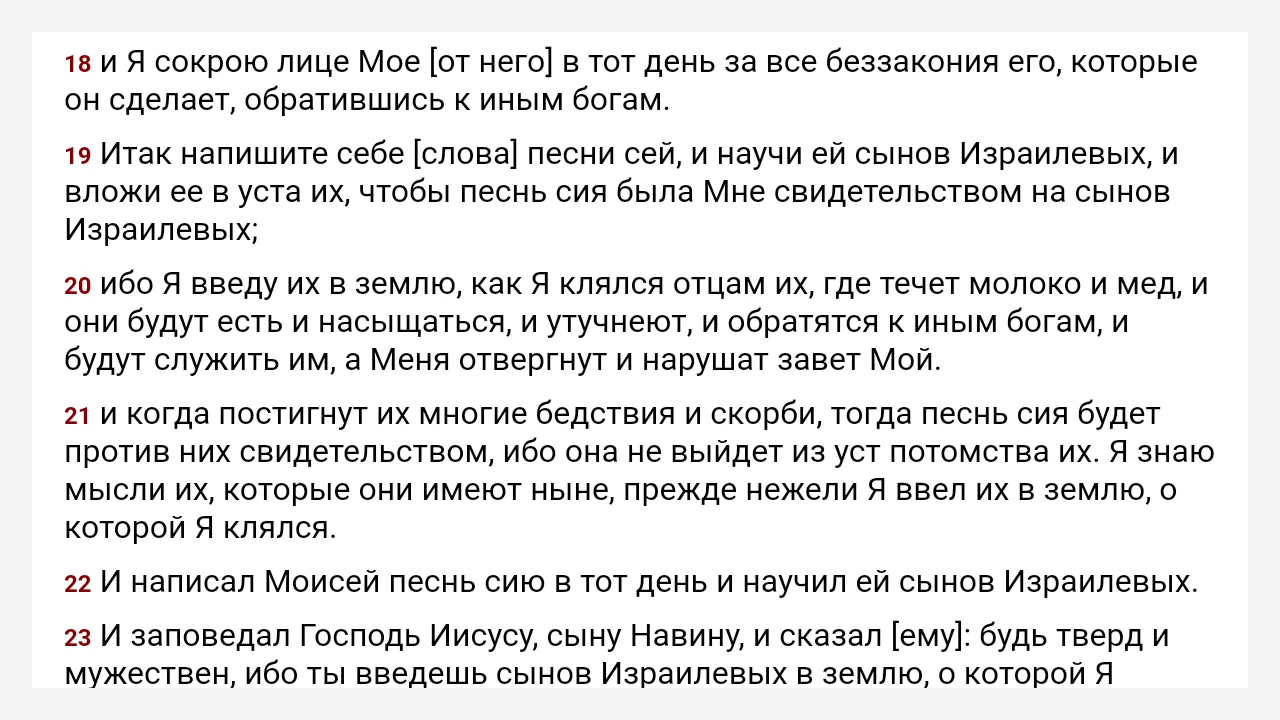 18 и Я сокрою лице Мое [от него] в тот день за все беззакония его, которые
он сделает, обратившись к иным богам.
19 Итак напишите себе [слова] песни сей, и научи ей сынов Израилевых, и
вложи ее в уста их, чтобы песнь сия была Мне свидетельством на сынов
Израилевых;
20 ибо Я введу их в землю, как Я клялся отцам их, где течет молоко и мед, и
они будут есть и насыщаться, и утучнеют, и обратятся к иным богам, и
будут служить им, а Меня отвергнут и нарушат завет Мой.
21 и когда постигнут их многие бедствия и скорби, тогда песнь сия будет
против них свидетельством, ибо она не выйдет из уст потомства их. Я знаю
мысли их, которые они имеют ныне, прежде нежели Я ввел их в землю, о
которой Я клялся.
22 И написал Моисей песнь сию в тот день и научил ей сынов Израилевых.
23 И заповедал Господь Иисусу, сыну Навину, и сказал [ему]: будь тверд и
мужествен, ибо ты введешь сынов Израилевых в землю, о которой Я